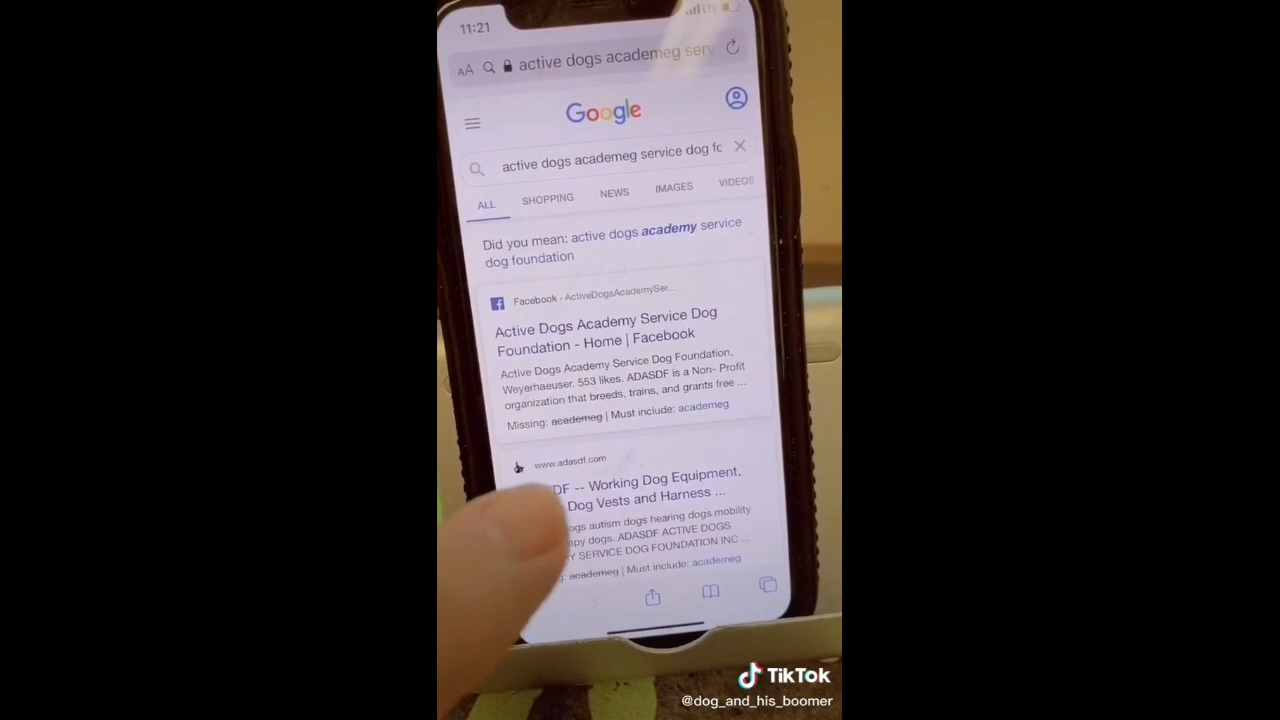 11:21
LTE
AA active dogs academeg serv
Google
active dogs academeg service dog fo
ALL SHOPPING NEWS IMAGES VIDEOS
Did you mean: active dogs academy service
dog foundation
Facebook › ActiveDogsAcademySer...
Active Dogs Academy Service Dog
Foundation - Home | Facebook
Active Dogs Academy Service Dog Foundation,
Weyerhaeuser. 553 likes. ADASDF is a Non- Profit
organization that breeds, trains, and grants free ...
Missing: academeg | Must include: academeg
www.adasdf.com
DF -- Working Dog Equipment,
Dog Vests and Harness ...
ogs autism dogs hearing dogs mobility
apy dogs. ADASDF ACTIVE DOGS
Y SERVICE DOG FOUNDATION INC ...
g: academeg | Must include: academeg
TikTok
@dog_and_his_boomer